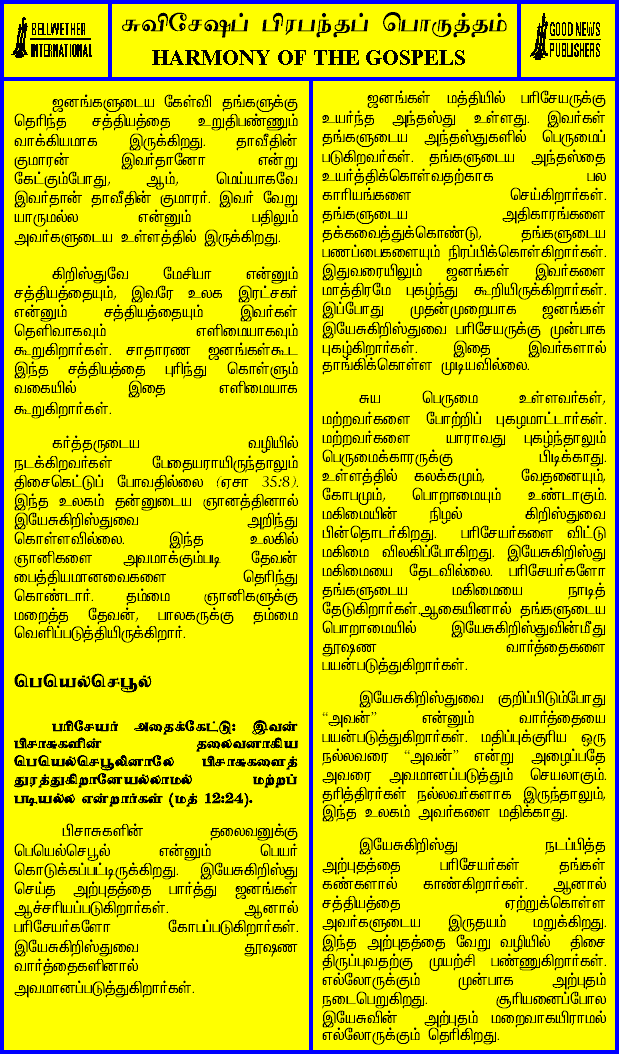 BELLWETHER
INTERNATIONAL
சுவிசேஷப் பிரபந்தப் பொருத்தம்
HARMONY OF THE GOSPELS
GOOD NEWS
PUBLISHERS
ஜனங்களுடைய கேள்வி தங்களுக்கு
தெரிந்த சத்தியத்தை உறுதிபண்ணும்
வாக்கியமாக இருக்கிறது. தாவீதின்
குமாரன் இவர்தானோ என்று
கேட்கும்போது, ஆம், மெய்யாகவே
இவர்தான் தாவீதின் குமாரர். இவர் வேறு
யாருமல்ல என்னும் பதிலும்
அவர்களுடைய உள்ளத்தில் இருக்கிறது.
கிறிஸ்துவே மேசியா என்னும்
சத்தியத்தையும், இவரே உலக இரட்சகர்
என்னும் சத்தியத்தையும் இவர்கள்
தெளிவாகவும் எளிமையாகவும்
கூறுகிறார்கள். சாதாரண ஜனங்கள்கூட
இந்த சத்தியத்தை புரிந்து கொள்ளும்
வகையில் இதை எளிமையாக
கூறுகிறார்கள்.
கர்த்தருடைய வழியில்
நடக்கிறவர்கள் பேதையராயிருந்தாலும்
திசைகெட்டுப் போவதில்லை (ஏசா 35:8).
இந்த உலகம் தன்னுடைய ஞானத்தினால்
இயேசுகிறிஸ்துவை அறிந்து
கொள்ளவில்லை. இந்த உலகில்
ஞானிகளை அவமாக்கும்படி தேவன்
பைத்தியமானவைகளை தெரிந்து
கொண்டார். தம்மை ஞானிகளுக்கு
மறைத்த தேவன், பாலகருக்கு தம்மை
வெளிப்படுத்தியிருக்கிறார்.
பெயெல்செபூல்
பரிசேயர் அதைக்கேட்டு: இவன்
பிசாசுகளின் தலைவனாகிய
பெயெல்செபூலினாலே பிசாசுகளைத்
துரத்துகிறானேயல்லாமல் மற்றப்
படியல்ல என்றார்கள் (மத் 12:24).
பிசாசுகளின் தலைவனுக்கு
பெயெல்செபூல் என்னும் பெயர்
கொடுக்கப்பட்டிருக்கிறது. இயேசுகிறிஸ்து
செய்த அற்புதத்தை பார்த்து ஜனங்கள்
ஆச்சரியப்படுகிறார்கள். ஆனால்
பரிசேயர்களோ கோபப்படுகிறார்கள்.
இயேசுகிறிஸ்துவை தூஷண
வார்த்தைகளினால்
அவமானப்படுத்துகிறார்கள்.
ஜனங்கள் மத்தியில் பரிசேயருக்கு
உயர்ந்த அந்தஸ்து உள்ளது. இவர்கள்
தங்களுடைய அந்தஸ்துகளில் பெருமைப்
படுகிறவர்கள். தங்களுடைய அந்தஸ்தை
உயர்த்திக்கொள்வதற்காக பல
காரியங்களை செய்கிறார்கள்.
தங்களுடைய அதிகாரங்களை
தக்கவைத்துக்கொண்டு, தங்களுடைய
பணப்பைகளையும் நிரப்பிக்கொள்கிறார்கள்.
இதுவரையிலும் ஜனங்கள் இவர்களை
மாத்திரமே புகழ்ந்து கூறியிருக்கிறார்கள்.
இப்போது முதன்முறையாக ஜனங்கள்
இயேசுகிறிஸ்துவை பரிசேயருக்கு முன்பாக
புகழ்கிறார்கள். இதை இவர்களால்
தாங்கிக்கொள்ள முடியவில்லை.
சுய பெருமை உள்ளவர்கள்,
மற்றவர்களை போற்றிப் புகழமாட்டார்கள்.
மற்றவர்களை யாராவது புகழ்ந்தாலும்
பெருமைக்காரருக்கு பிடிக்காது.
உள்ளத்தில் கலக்கமும், வேதனையும்,
கோபமும், பொறாமையும் உண்டாகும்.
மகிமையின் நிழல் கிறிஸ்துவை
பின்தொடர்கிறது. பரிசேயர்களை விட்டு
மகிமை விலகிப்போகிறது. இயேசுகிறிஸ்து
மகிமையை தேடவில்லை. பரிசேயர்களோ
தங்களுடைய மகிமையை நாடித்
தேடுகிறார்கள்.ஆகையினால் தங்களுடைய
பொறாமையில் இயேசுகிறிஸ்துவின்மீது
தூஷண வார்த்தைகளை
பயன்படுத்துகிறார்கள்.
இயேசுகிறிஸ்துவை குறிப்பிடும்போது
“அவன்” என்னும் வார்த்தையை
பயன்படுத்துகிறார்கள். மதிப்புக்குரிய ஒரு
நல்லவரை “அவன்” என்று அழைப்பதே
அவரை அவமானப்படுத்தும் செயலாகும்.
தரித்திரர்கள் நல்லவர்களாக இருந்தாலும்,
இந்த உலகம் அவர்களை மதிக்காது.
இயேசுகிறிஸ்து நடப்பித்த
அற்புதத்தை பரிசேயர்கள் தங்கள்
கண்களால் காண்கிறார்கள். ஆனால்
சத்தியத்தை ஏற்றுக்கொள்ள
அவர்களுடைய இருதயம் மறுக்கிறது.
இந்த அற்புதத்தை வேறு வழியில் திசை
திருப்புவதற்கு முயற்சி பண்ணுகிறார்கள்.
எல்லோருக்கும் முன்பாக அற்புதம்
நடைபெறுகிறது. சூரியனைப்போல
இயேசுவின் அற்புதம் மறைவாகயிராமல்
எல்லோருக்கும் தெரிகிறது.